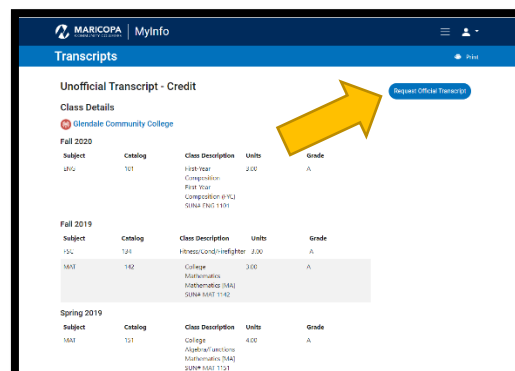 MARICOPA MyInfo
COMMUNITY COLLEGES
Transcripts
Print
Unofficial Transcript - Credit
Request Official Transcript
Class Details
Glendale Community College
Fall 2020
Subject Catalog Class Description Units Grade
ENG 101 First-Year 3.00 A
Composition
First Year
Composition (FYC)
SUN# ENG 1101
Fall 2019
Subject Catalog Class Description Units Grade
FSC 134 Fitness/Cond/Firefighter 3.00 A
MAT 142 College 3.00 A
Mathematics
Mathematics [MA]
SUN# MAT 1142
Spring 2019
Subject Catalog Class Description Units Grade
MAT 151 College 4.00 A
Algebra/Functions
Mathematics [MA]
SUN# MAT 1151